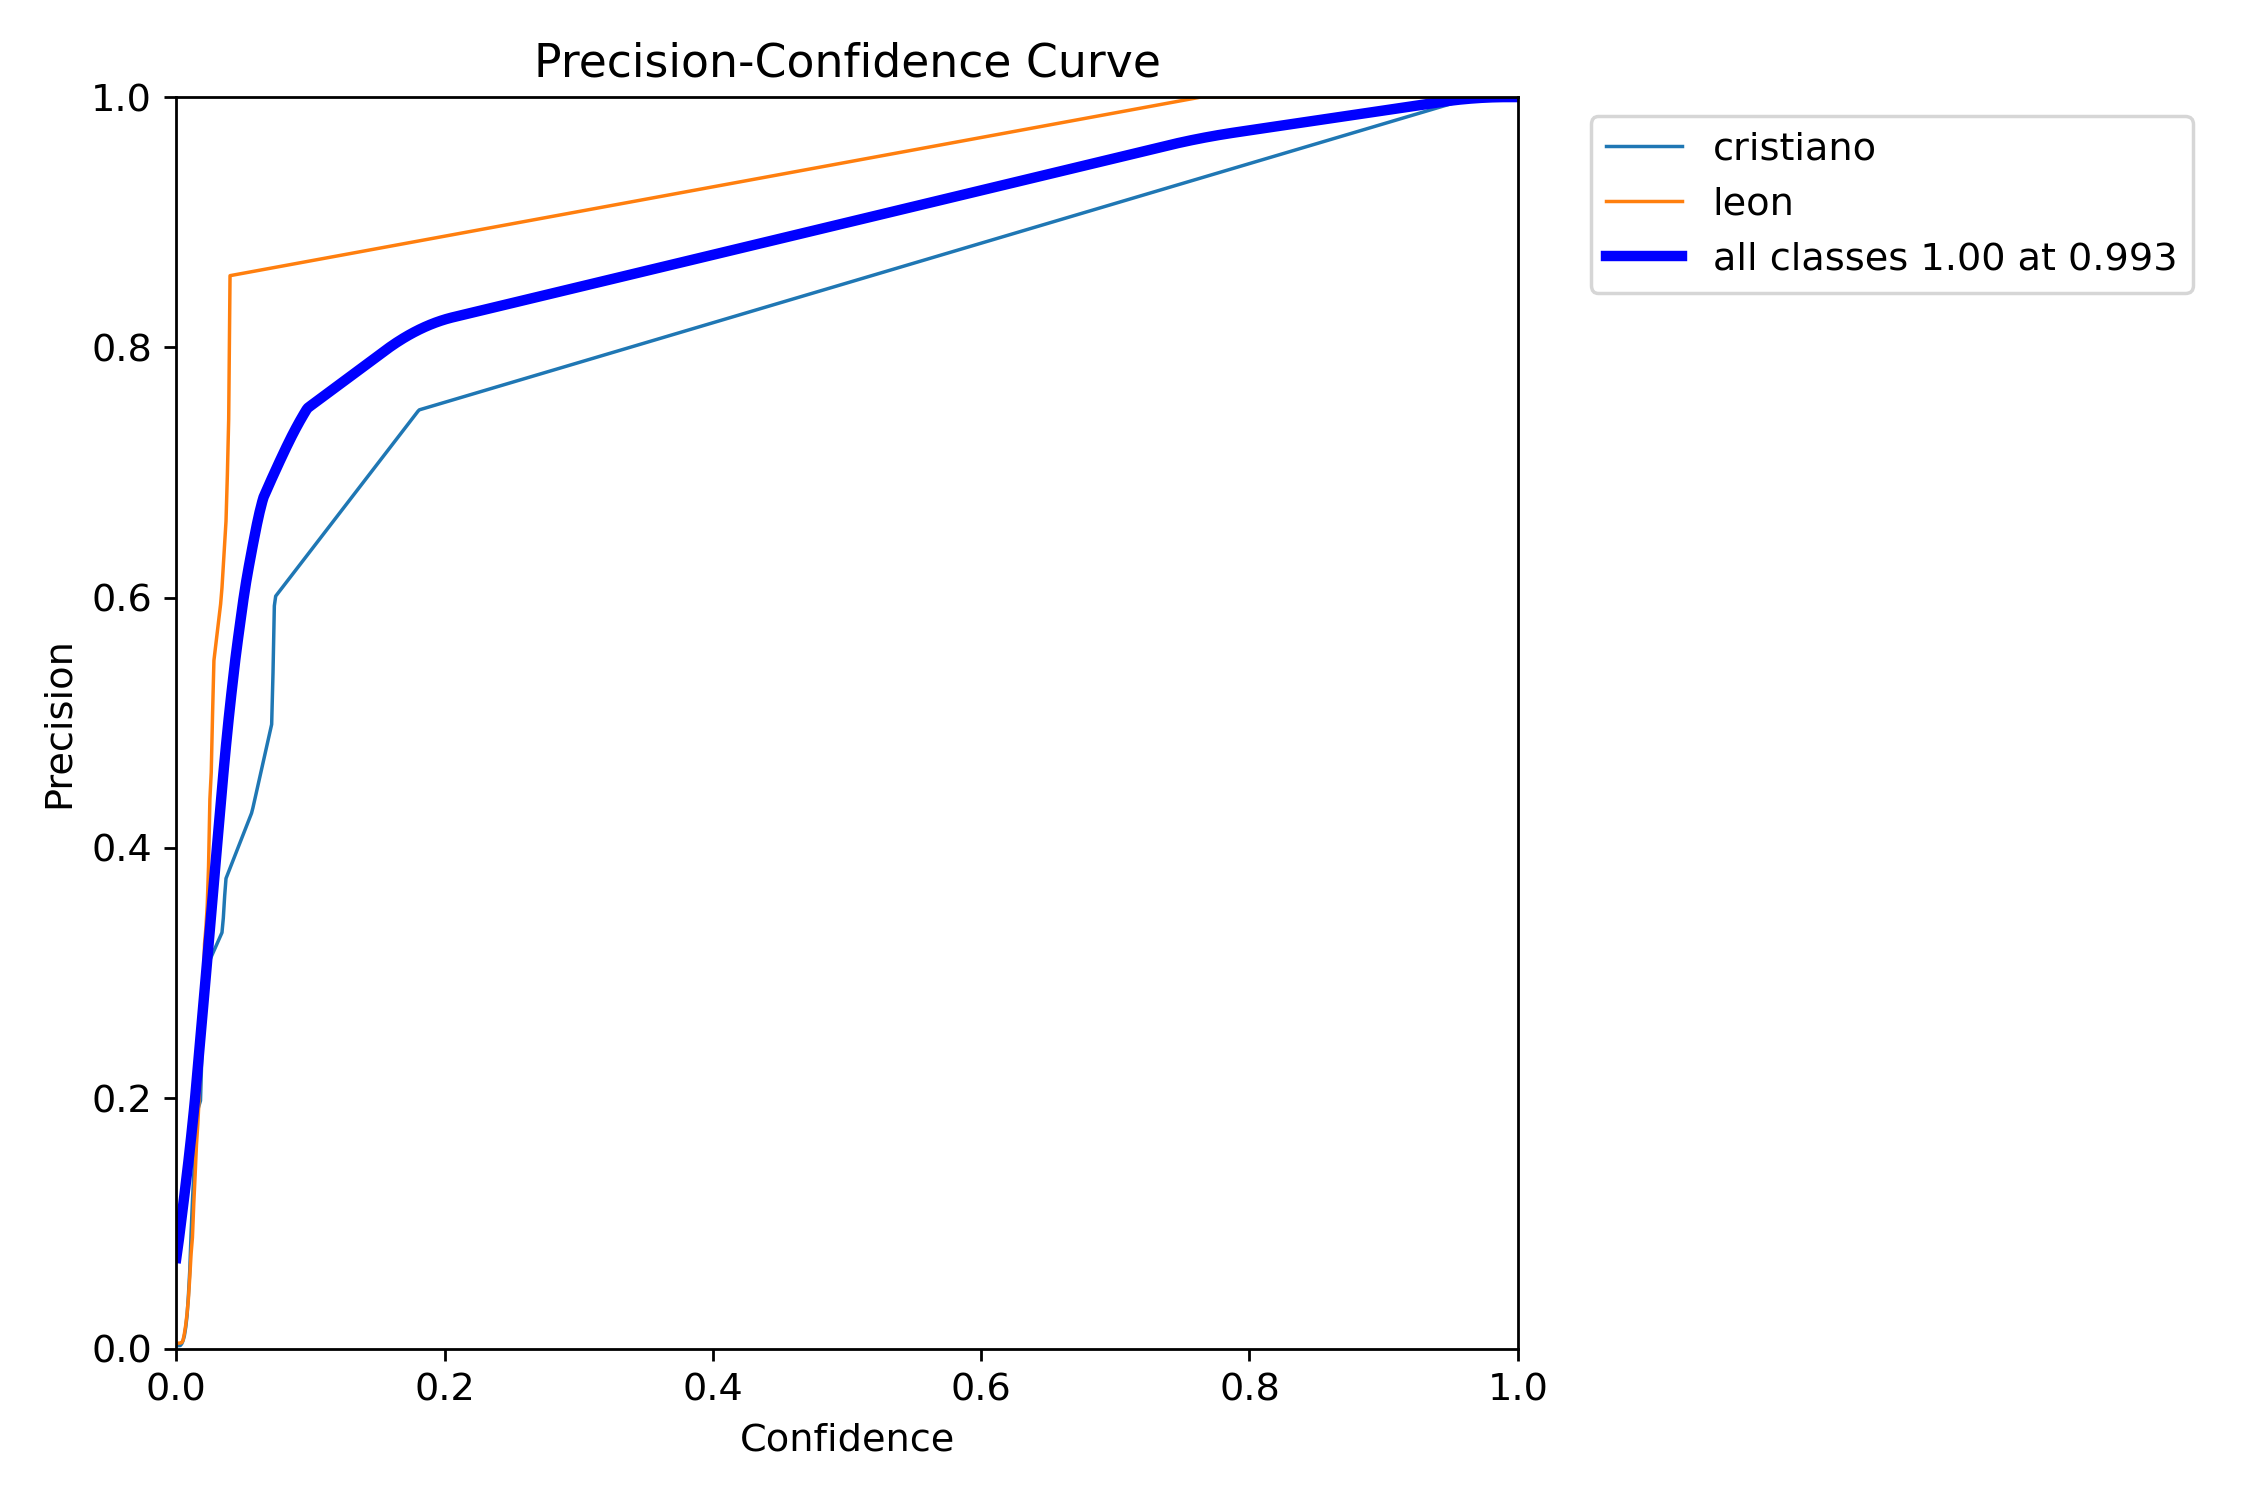 Precision-Confidence Curve
1.0
0.8
0.6
0.4
0.2
0.0
Precision
0.0 0.2 0.4 0.6 0.8 1.0
Confidence
cristiano
leon
all classes 1.00 at 0.993